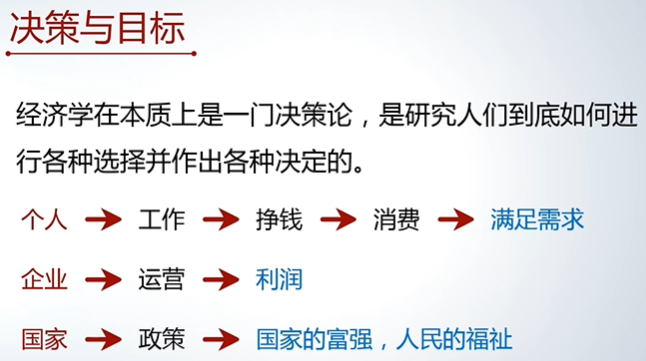 决策与目标
经济学在本质上是一门决策论，是研究人们到底如何进
行各种选择并作出各种决定的。
个人 → 工作 → 挣钱 → 消费 → 满足需求
企业 → 运营 → 利润
国家 → 政策 → 国家的富强，人民的福祉